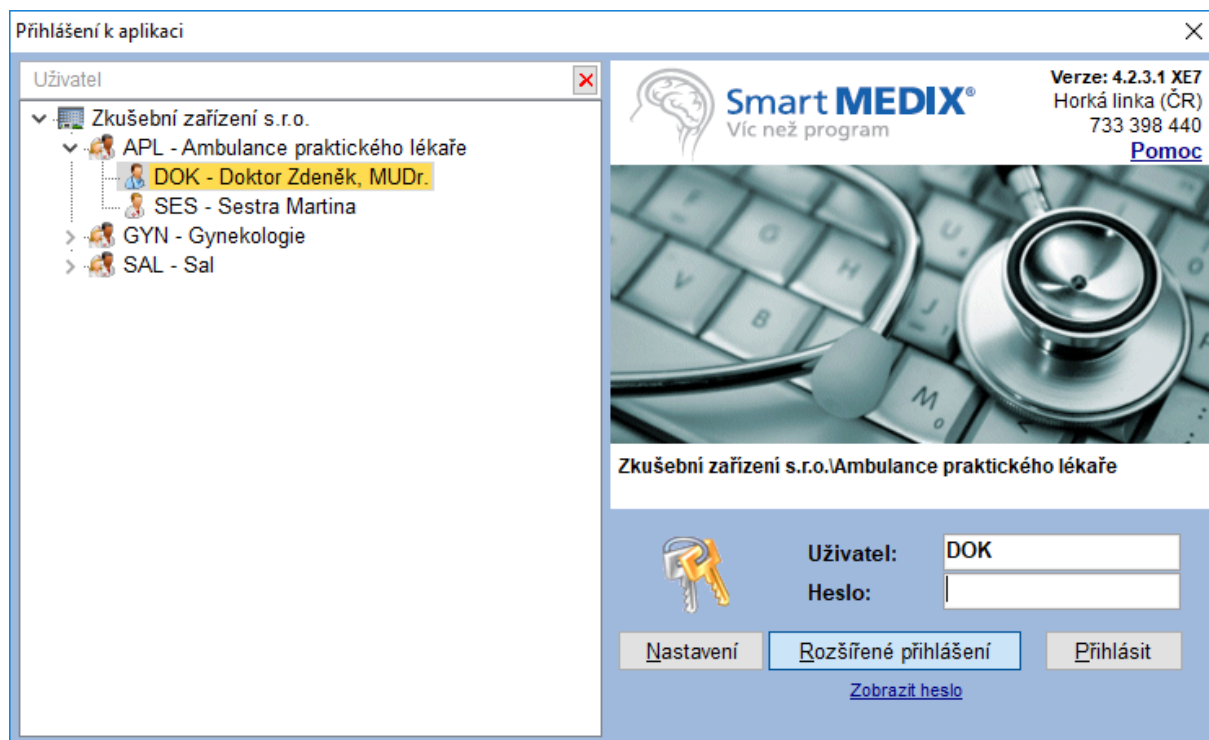 Přihlášení k aplikaci
Uživatel
Zkušební zařízení s.r.o.
APL - Ambulance praktického lékaře
DOK - Doktor Zdeněk, MUDr.
SES - Sestra Martina
GYN - Gynekologie
SAL - Sal
Smart MEDIX®
Víc než program
Verze: 4.2.3.1 XE7
Horká linka (ČR)
733 398 440
Pomoc
Zkušební zařízení s.r.o.\Ambulance praktického lékaře
Uživatel: DOK
Heslo:
Nastavení Rozšířené přihlášení Přihlásit
Zobrazit heslo